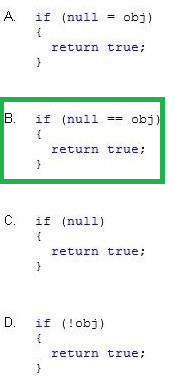 A. if (null = obj)
{
return true;
}
B. if (null == obj)
{
return true;
}
C. if (null)
{
return true;
}
D. if (!obj)
{
return true;
}